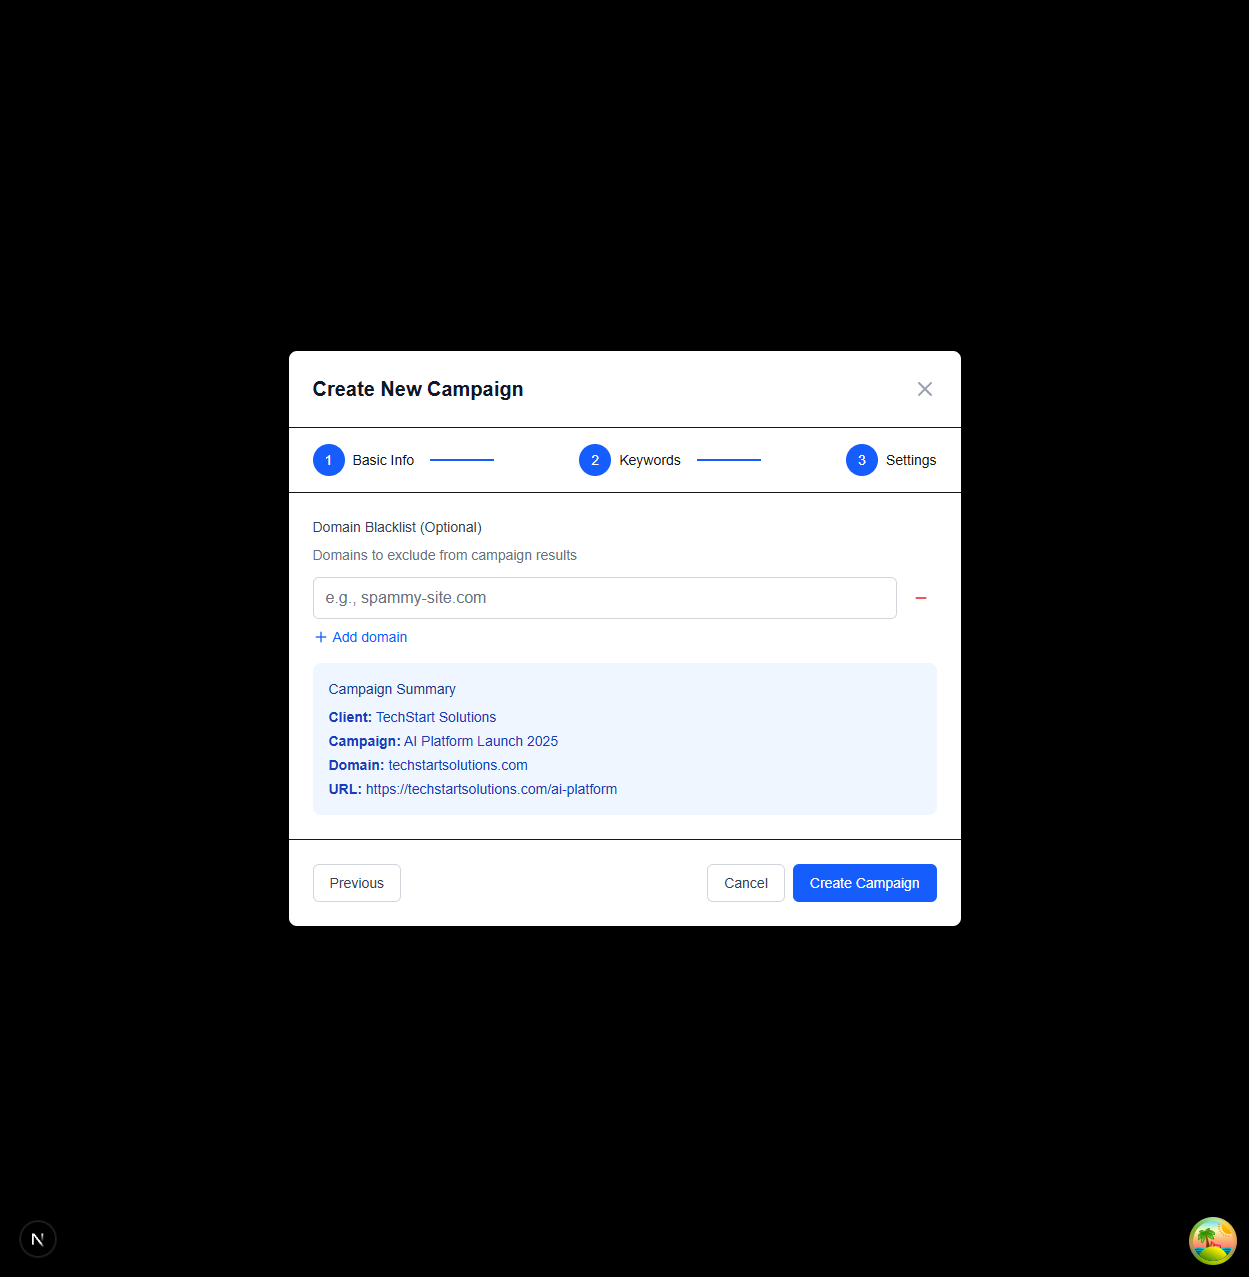 Create New Campaign
1 Basic Info 2 Keywords 3 Settings
Domain Blacklist (Optional)
Domains to exclude from campaign results
e.g., spammy-site.com
Add domain
Campaign Summary
Client: TechStart Solutions
Campaign: AI Platform Launch 2025
Domain: techstartsolutions.com
URL: https://techstartsolutions.com/ai-platform
Previous Cancel Create Campaign
N